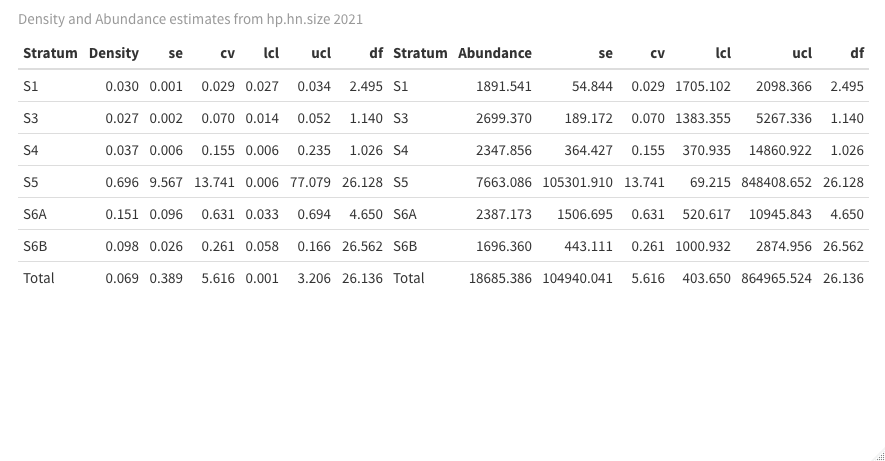 Density and Abundance estimates from hp.hn.size 2021
Stratum Density se cv lcl ucl df Stratum Abundance se cv lcl ucl df
S1 0.030 0.001 0.029 0.027 0.034 2.495 S1 1891.541 54.844 0.029 1705.102 2098.366 2.495
S3 0.027 0.002 0.070 0.014 0.052 1.140 S3 2699.370 189.172 0.070 1383.355 5267.336 1.140
S4 0.037 0.006 0.155 0.006 0.235 1.026 S4 2347.856 364.427 0.155 370.935 14860.922 1.026
S5 0.696 9.567 13.741 0.006 77.079 26.128 S5 7663.086 105301.910 13.741 69.215 848408.652 26.128
S6A 0.151 0.096 0.631 0.033 0.694 4.650 S6A 2387.173 1506.695 0.631 520.617 10945.843 4.650
S6B 0.098 0.026 0.261 0.058 0.166 26.562 S6B 1696.360 443.111 0.261 1000.932 2874.956 26.562
Total 0.069 0.389 5.616 0.001 3.206 26.136 Total 18685.386 104940.041 5.616 403.650 864965.524 26.136